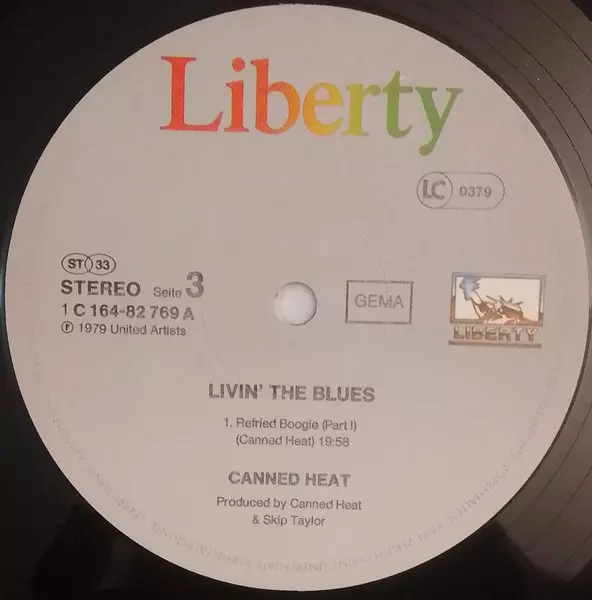 Liberty
LC 0379
ST 33
STEREO Seite 3
1 C 164-82 769 A
℗ 1979 United Artists
GEMA
LIBERTY
LIVIN' THE BLUES
1. Refried Boogie (Part I)
(Canned Heat) 19:58
CANNED HEAT
Produced by Canned Heat
& Skip Taylor